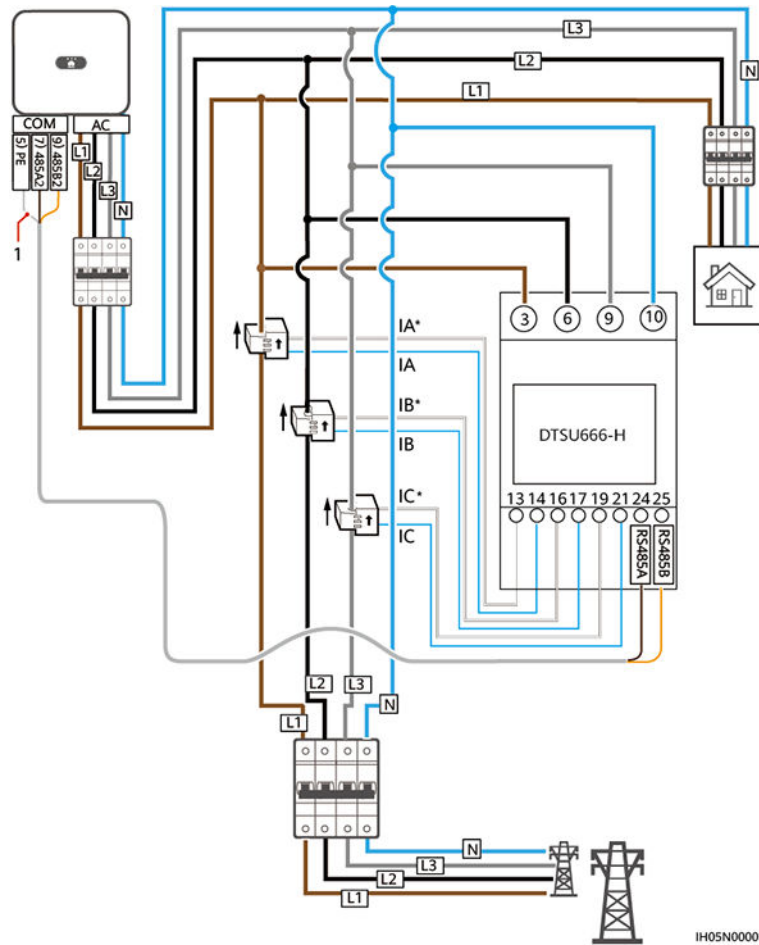 L3
L2
N
L1
COM
AC
5) PE
7) 485A2
9) 485B2
L1
L2
L3
N
1
3
6
9
10
IA*
IA
IB*
IB
DTSU666-H
IC*
IC
13 14 16 17 19 21 24 25
RS485A
RS485B
L2
L3
N
L1
N
L3
L2
L1
IH05N0000